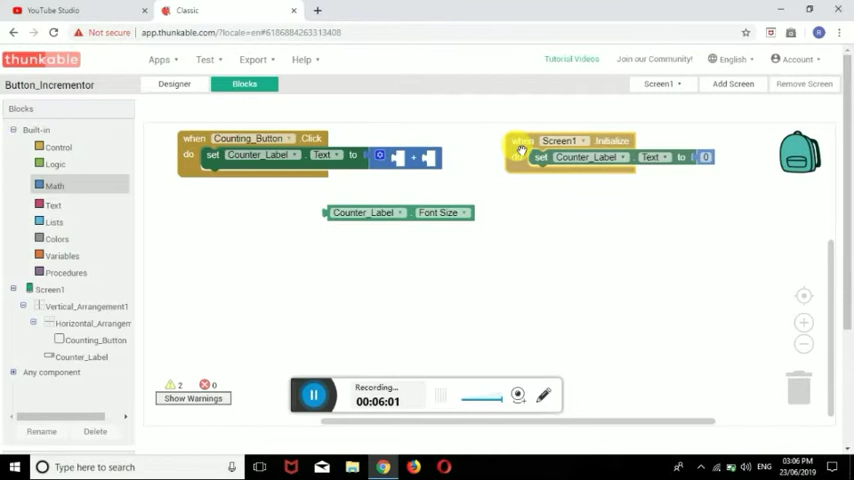 YouTube Studio
Classic
Not secure app.thunkable.com/?locale=en#6186884263313408
thunkable
Apps
Test
Export
Help
Tutorial Videos
Join our Community!
English
Account
Button_Incrementor
Designer
Blocks
Screen1
Add Screen
Remove Screen
Blocks
Built-in
Control
Logic
Math
Text
Lists
Colors
Variables
Procedures
Screen1
Vertical_Arrangement1
Horizontal_Arrangem
Counting_Button
Counter_Label
Any component
Rename
Delete
when Counting_Button . Click
do set Counter_Label . Text to +
when Screen1 . Initialize
do set Counter_Label . Text to 0
Counter_Label . Font Size
2
0
Show Warnings
Recording...
00:06:01
Type here to search
ENG
03:06 PM
23/06/2019